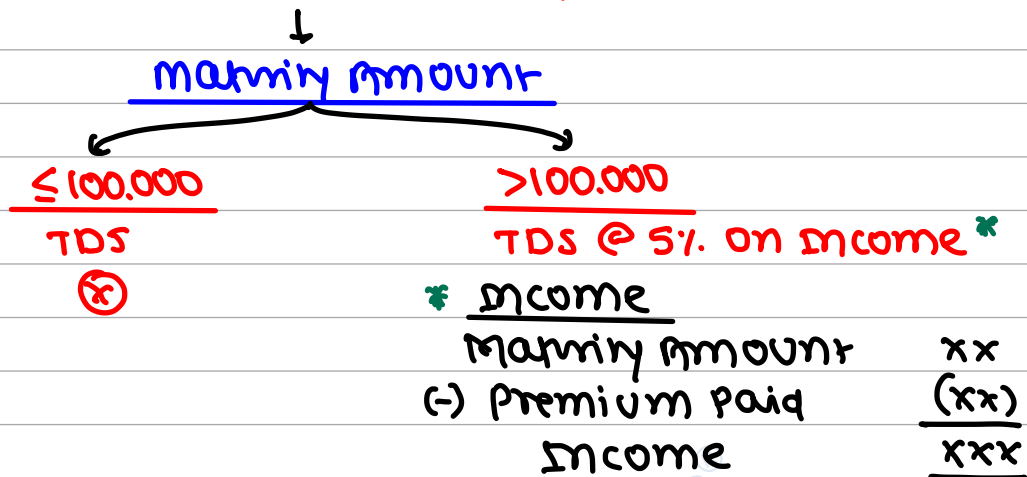 Maturity Amount
≤100.000 >100.000
TDS TDS @ 5% on Income *
x * Income
Maturity Amount xx
(-) Premium Paid (xx)
Income xxx